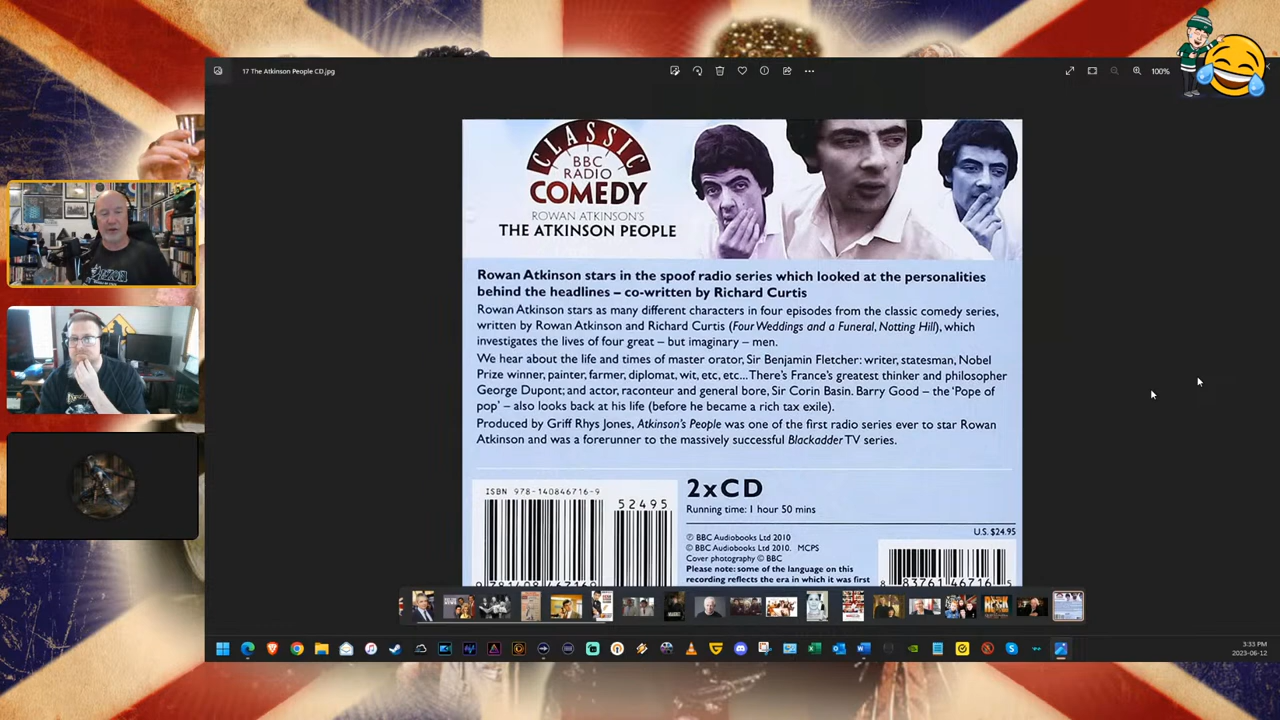 17 The Atkinson People CD.jpg
100%
CLASSIC
BBC
RADIO
COMEDY
ROWAN ATKINSON'S
THE ATKINSON PEOPLE
Rowan Atkinson stars in the spoof radio series which looked at the personalities
behind the headlines – co-written by Richard Curtis
Rowan Atkinson stars as many different characters in four episodes from the classic comedy series,
written by Rowan Atkinson and Richard Curtis (Four Weddings and a Funeral, Notting Hill), which
investigates the lives of four great – but imaginary – men.
We hear about the life and times of master orator, Sir Benjamin Fletcher: writer, statesman, Nobel
Prize winner, painter, farmer, diplomat, wit, etc, etc... There's France's greatest thinker and philosopher
George Dupont; and actor, raconteur and general bore, Sir Corin Basin. Barry Good – the 'Pope of
pop' – also looks back at his life (before he became a rich tax exile).
Produced by Griff Rhys Jones, Atkinson's People was one of the first radio series ever to star Rowan
Atkinson and was a forerunner to the massively successful Blackadder TV series.
ISBN 978-140846716-9
52495
2xCD
Running time: 1 hour 50 mins
U.S. $24.95
℗ BBC Audiobooks Ltd 2010
© BBC Audiobooks Ltd 2010. MCPS
Cover photography © BBC
Please note: some of the language on this
recording reflects the era in which it was first
9 781408 467169
8 83761 46716 5
3:33 PM
2023-06-12